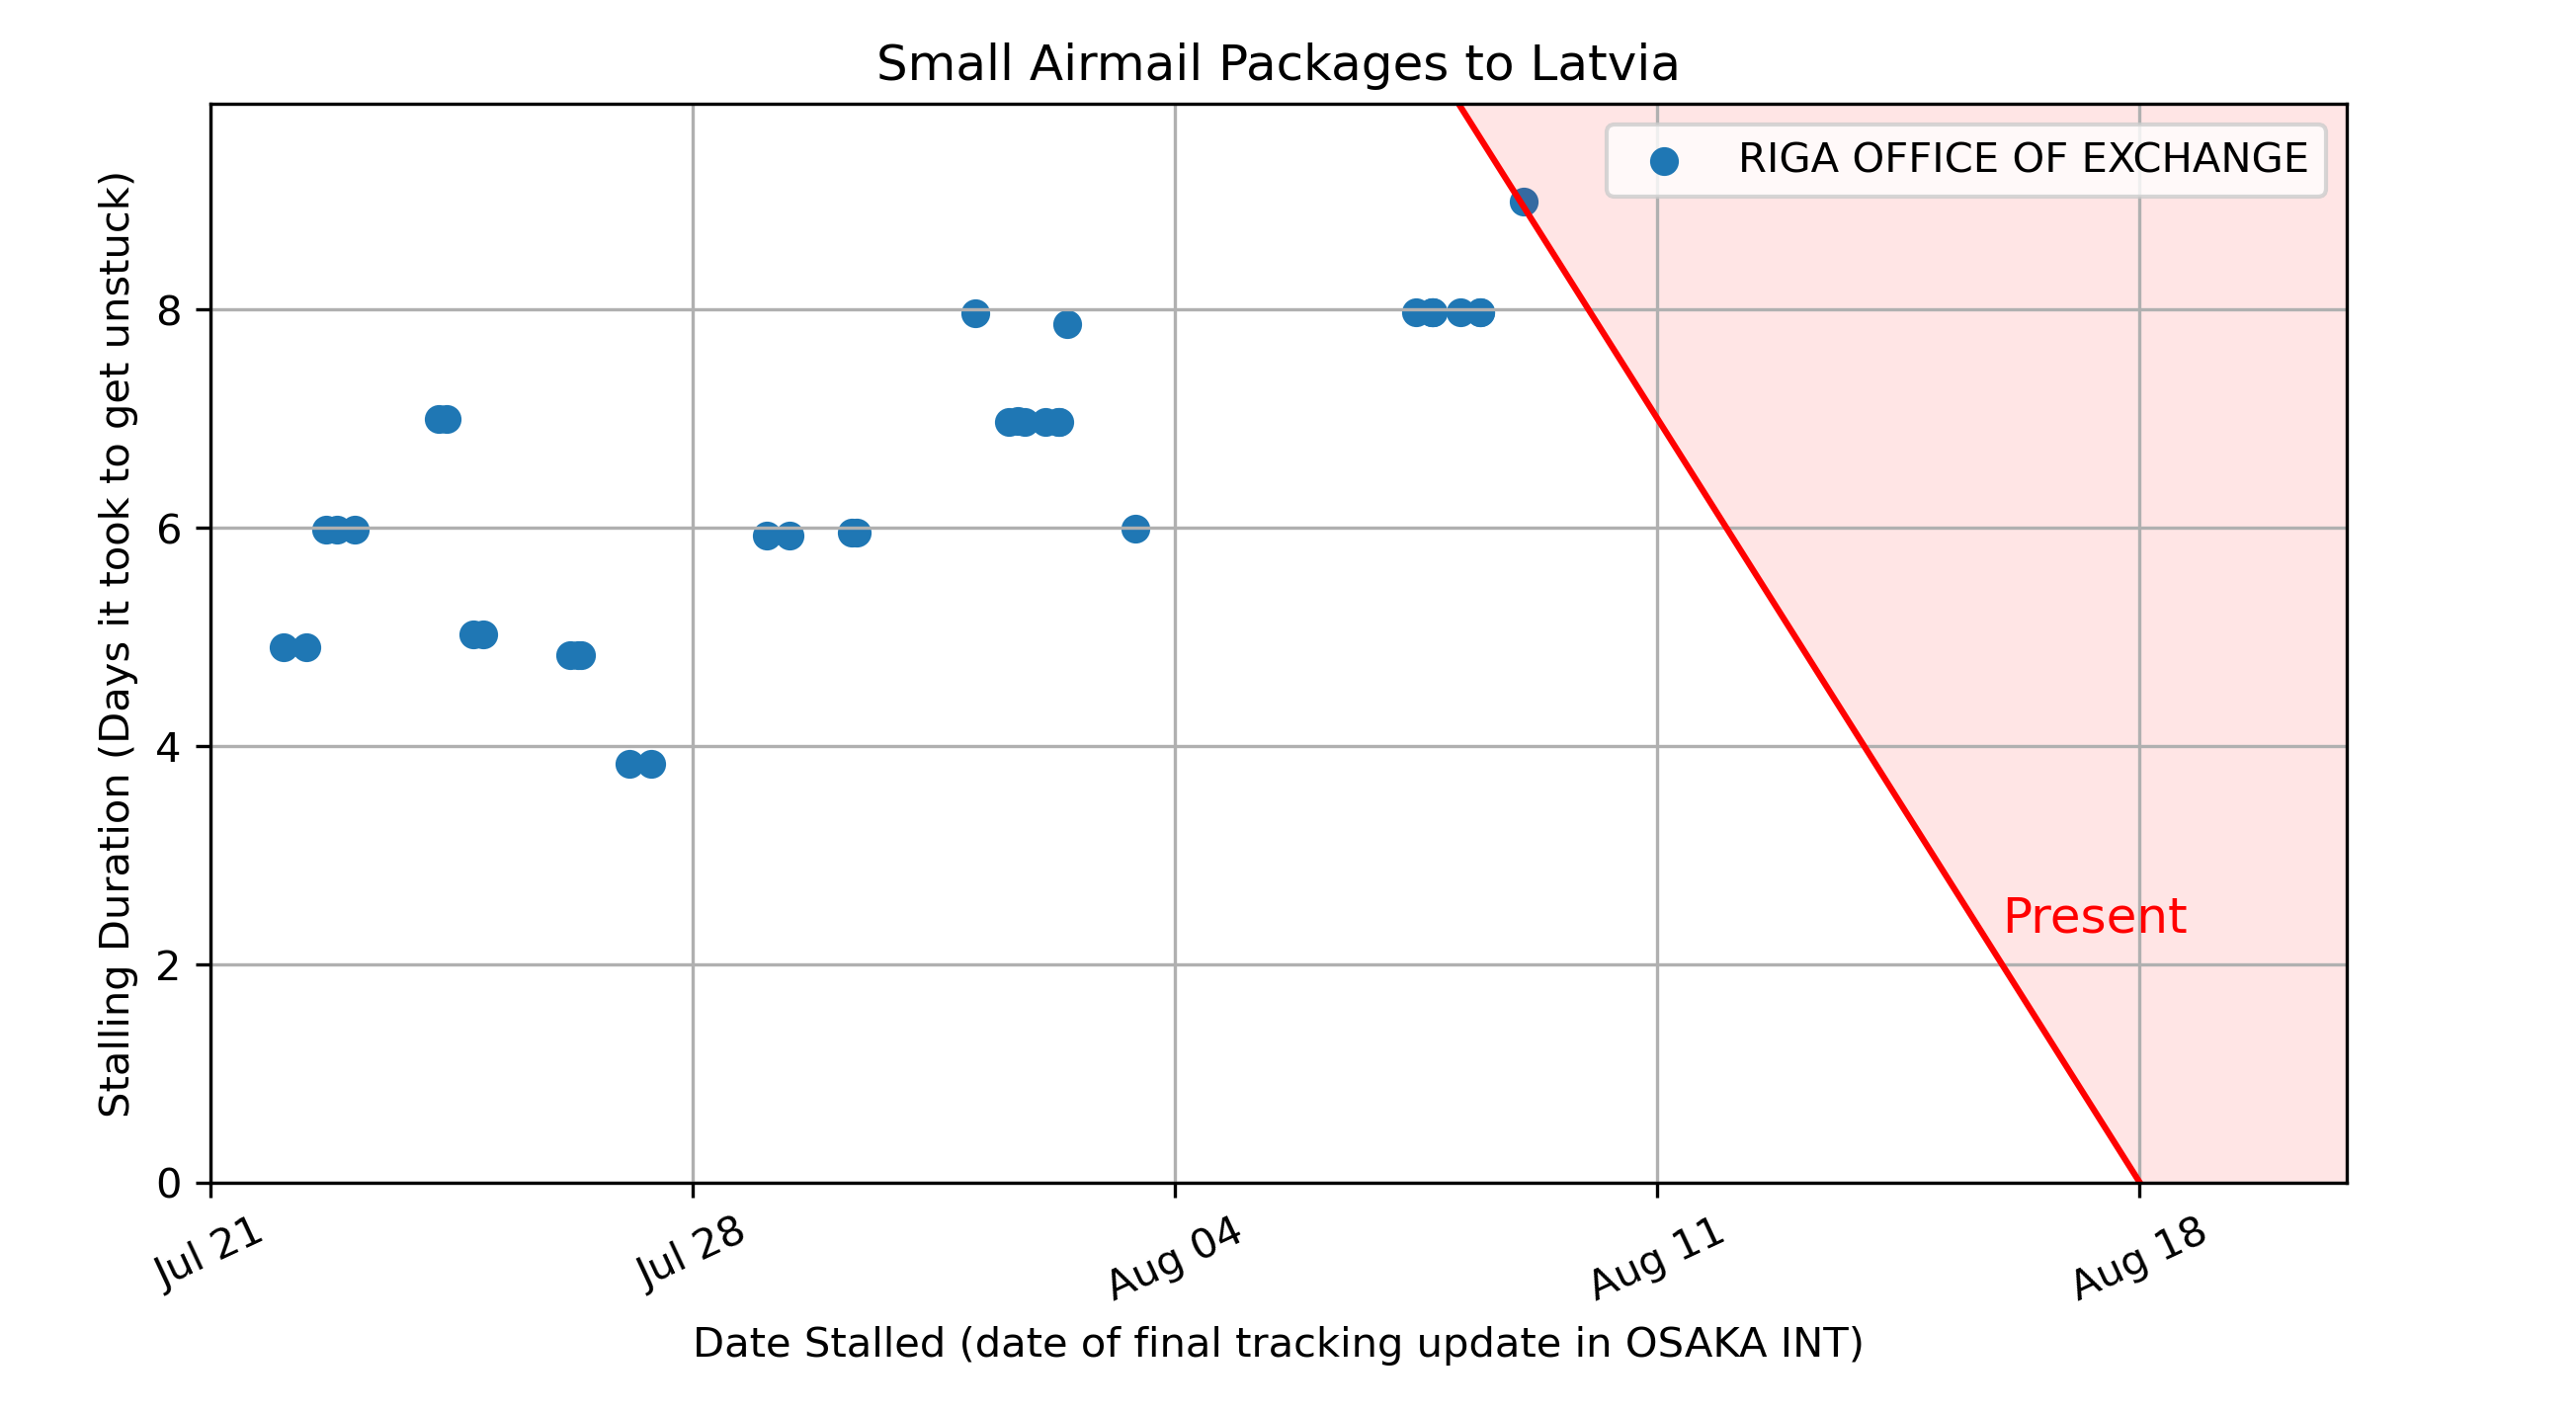 Small Airmail Packages to Latvia
RIGA OFFICE OF EXCHANGE
Stalling Duration (Days it took to get unstuck)
8
6
4
2
0
Present
Jul 21
Jul 28
Aug 04
Aug 11
Aug 18
Date Stalled (date of final tracking update in OSAKA INT)